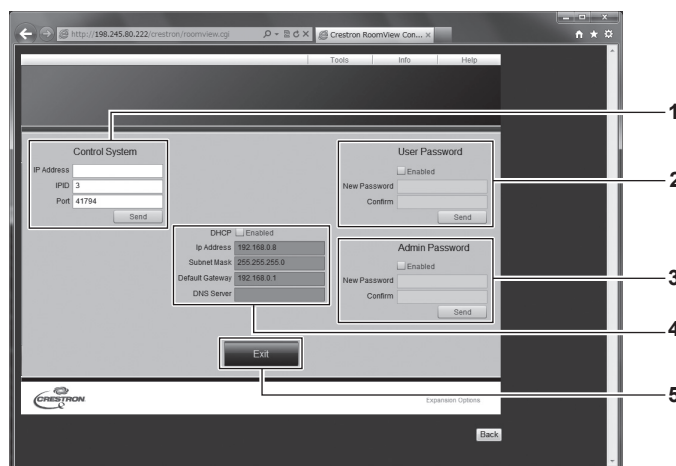 http://198.245.80.222/crestron/roomview.cgi
Crestron RoomView Con... ×
Tools Info Help
1
Control System
IP Address
IPID 3
Port 41794
Send
User Password
Enabled
New Password
Confirm
Send
2
DHCP Enabled
Ip Address 192.168.0.8
Subnet Mask 255.255.255.0
Default Gateway 192.168.0.1
DNS Server
Admin Password
Enabled
New Password
Confirm
Send
3
4
Exit
5
CRESTRON
Expansion Options
Back